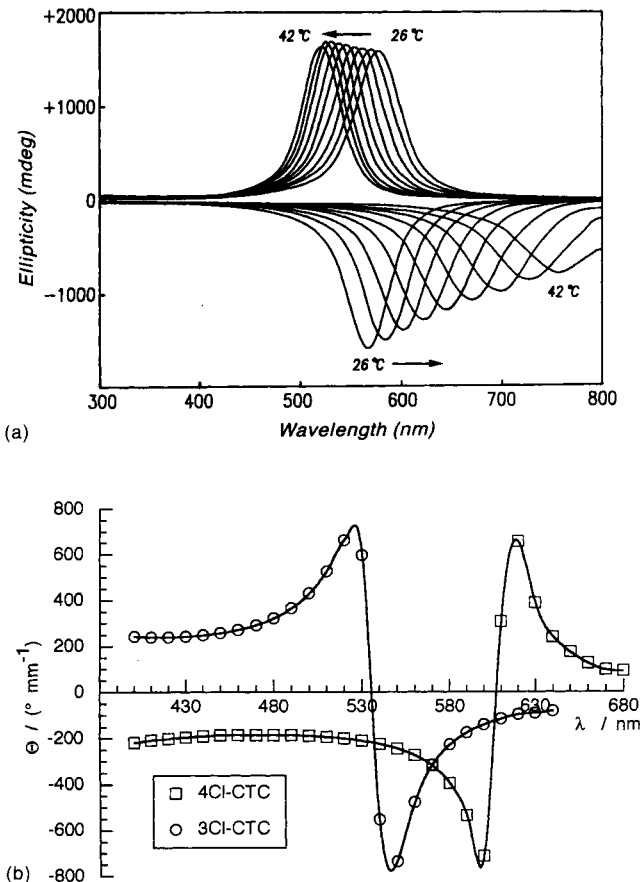 +2000
42 °C
26 °C
+1000
0
-1000
Ellipticity (mdeg)
26 °C
42 °C
300 400 500 600 700 800
Wavelength (nm)
(a)
800
600
400
200
0
-200
-400
-600
-800
Θ / (° mm⁻¹)
430 480 530 580 630 680
λ / nm
4Cl-CTC
3Cl-CTC
(b)